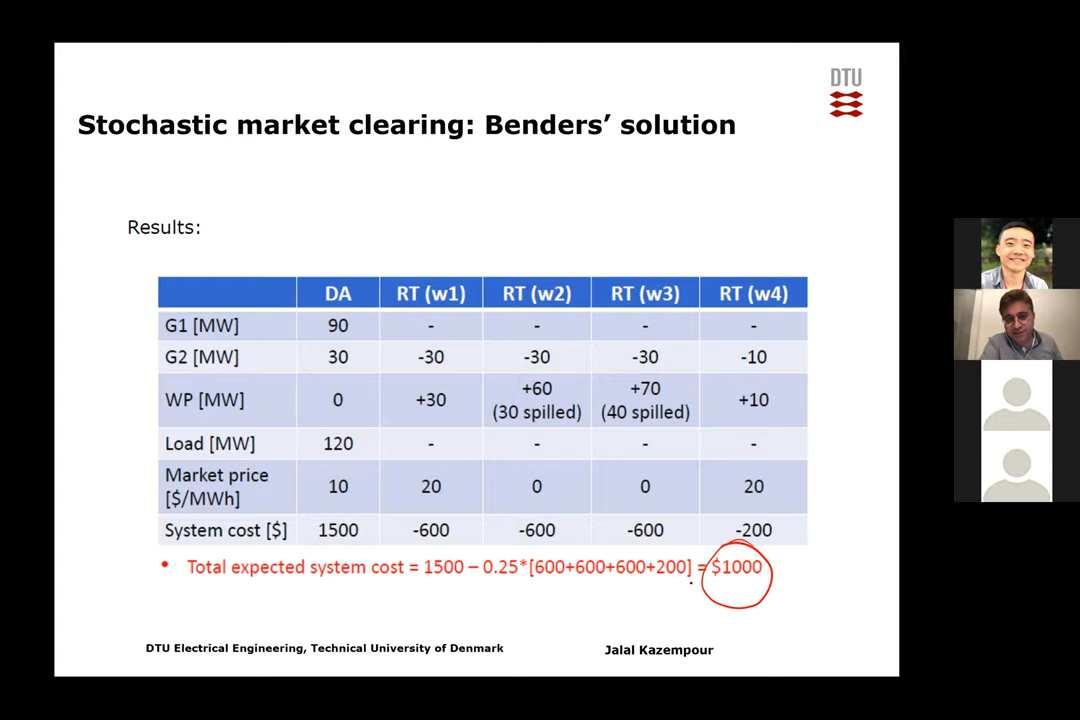 DTU
Stochastic market clearing: Benders’ solution
Results:
DA RT (w1) RT (w2) RT (w3) RT (w4)
G1 [MW] 90 - - - -
G2 [MW] 30 -30 -30 -30 -10
WP [MW] 0 +30 +60 (30 spilled) +70 (40 spilled) +10
Load [MW] 120 - - - -
Market price [$/MWh] 10 20 0 0 20
System cost [$] 1500 -600 -600 -600 -200
• Total expected system cost = 1500 – 0.25*[600+600+600+200] = $1000
DTU Electrical Engineering, Technical University of Denmark Jalal Kazempour